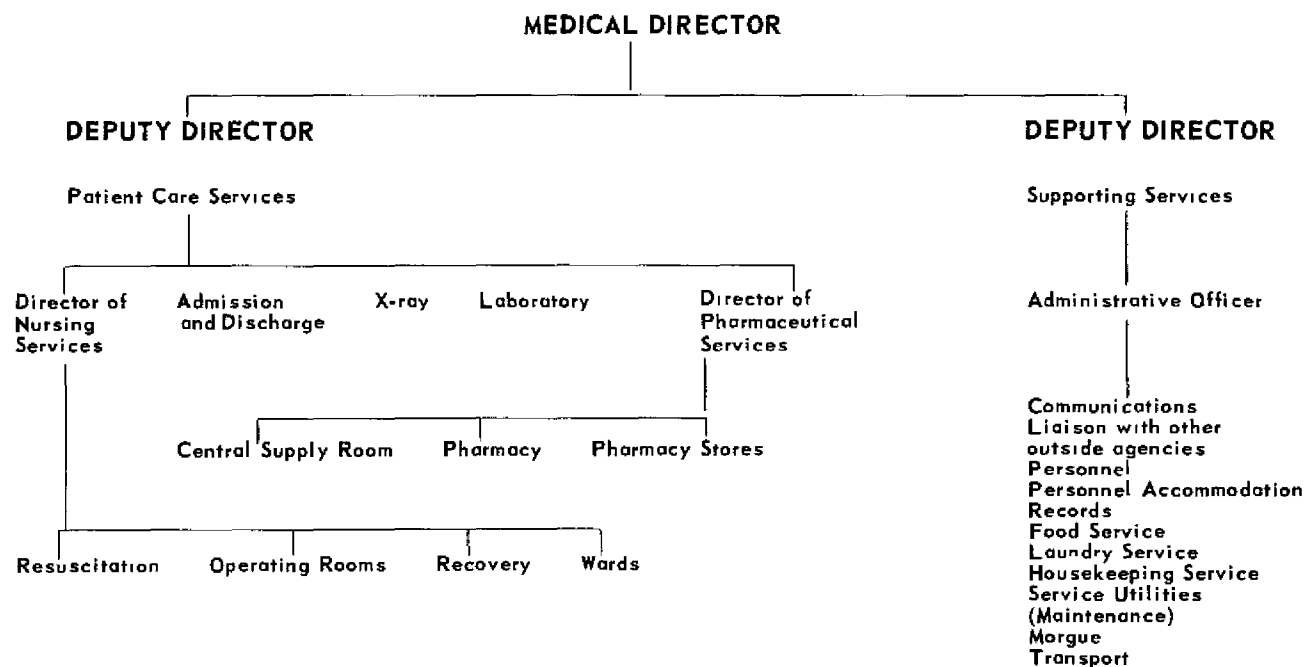 MEDICAL DIRECTOR
DEPUTY DIRECTOR
Patient Care Services
Director of
Nursing
Services
Admission
and Discharge
X-ray
Laboratory
Director of
Pharmaceutical
Services
Central Supply Room
Pharmacy
Pharmacy Stores
Resuscitation
Operating Rooms
Recovery
Wards
DEPUTY DIRECTOR
Supporting Services
Administrative Officer
Communications
Liaison with other
outside agencies
Personnel
Personnel Accommodation
Records
Food Service
Laundry Service
Housekeeping Service
Service Utilities
(Maintenance)
Morgue
Transport